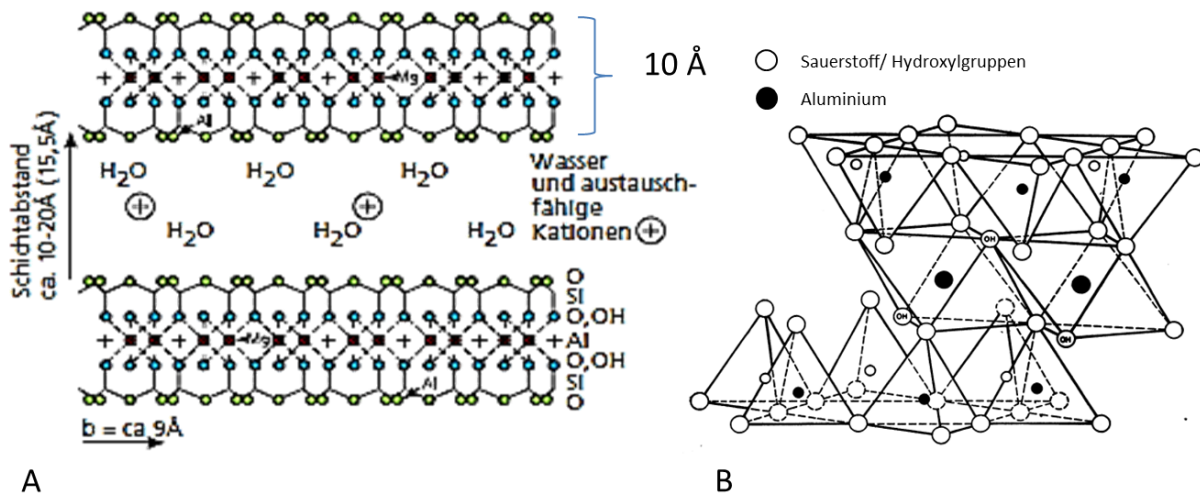 10 Å
Sauerstoff/ Hydroxylgruppen
Aluminium
Mg
Al
Schichtabstand
ca. 10-20Å (15,5Å)
H₂O H₂O H₂O
H₂O H₂O H₂O
Wasser
und austausch-
fähige
Kationen
O
Si
O,OH
Al
O,OH
Si
O
Mg
Al
b = ca 9Å
OH
OH
OH
A
B